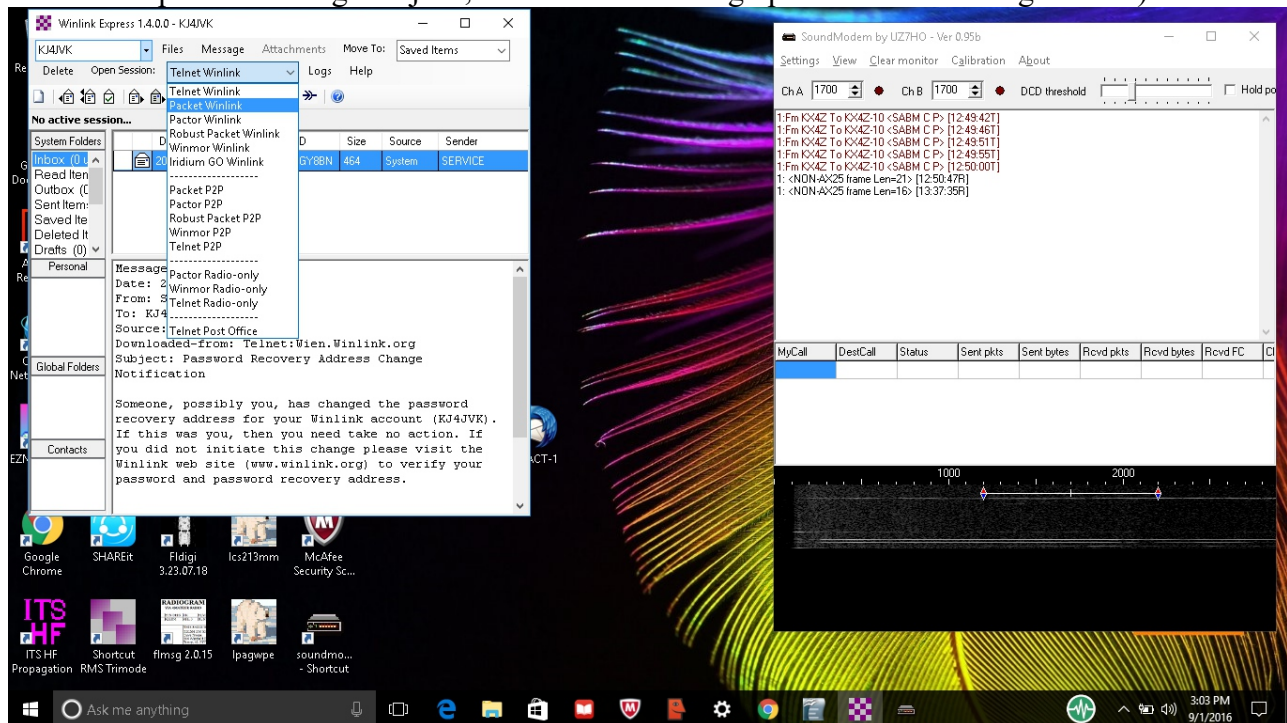 Winlink Express 1.4.0.0 - KJ4JVK
KJ4JVK Files Message Attachments Move To: Saved Items
Delete Open Session: Telnet Winlink Logs Help
No active session...
System Folders
Size Source Sender
464 System SERVICE
Inbox (0
Read Item
Outbox (0
Sent Item
Saved Ite
Deleted It
Drafts (0)
Personal
Global Folders
Contacts
Telnet Winlink
Packet Winlink
Pactor Winlink
Robust Packet Winlink
Winmor Winlink
Iridium GO Winlink
--------------------
Packet P2P
Pactor P2P
Robust Packet P2P
Winmor P2P
Telnet P2P
--------------------
Pactor Radio-only
Winmor Radio-only
Telnet Radio-only
--------------------
Telnet Post Office
Message
Date: 2
From: S
To: KJ4
Source:
Downloaded-from: Telnet:Wien.Winlink.org
Subject: Password Recovery Address Change
Notification
Someone, possibly you, has changed the password
recovery address for your Winlink account (KJ4JVK).
If this was you, then you need take no action. If
you did not initiate this change please visit the
Winlink web site (www.winlink.org) to verify your
password and password recovery address.
SoundModem by UZ7HO - Ver 0.95b
Settings View Clear monitor Calibration About
Ch A 1700 Ch B 1700 DCD threshold Hold po
1:Fm KX4Z To KX4Z-10 <SABM C P> [12:49:42T]
1:Fm KX4Z To KX4Z-10 <SABM C P> [12:49:46T]
1:Fm KX4Z To KX4Z-10 <SABM C P> [12:49:51T]
1:Fm KX4Z To KX4Z-10 <SABM C P> [12:49:55T]
1:Fm KX4Z To KX4Z-10 <SABM C P> [12:50:00T]
1: <NON-AX25 frame Len=21> [12:50:47R]
1: <NON-AX25 frame Len=16> [13:37:35R]
MyCall DestCall Status Sent pkts Sent bytes Rcvd pkts Rcvd bytes Rcvd FC
1000 2000
ACT-1
Google
Chrome
SHAREit
Fldigi
3.23.07.18
Ics213mm
McAfee
Security Sc...
ITS
HF
RADIOGRAM
ITS HF
Propagation
Shortcut
RMS Trimode
flmsg 2.0.15
Ipagwpe
soundmo...
- Shortcut
Ask me anything
3:03 PM
9/1/2016